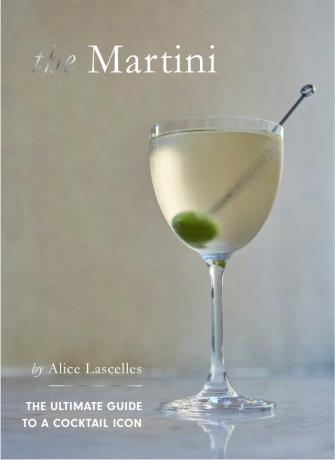 the Martini
by Alice Lascelles
THE ULTIMATE GUIDE
TO A COCKTAIL ICON